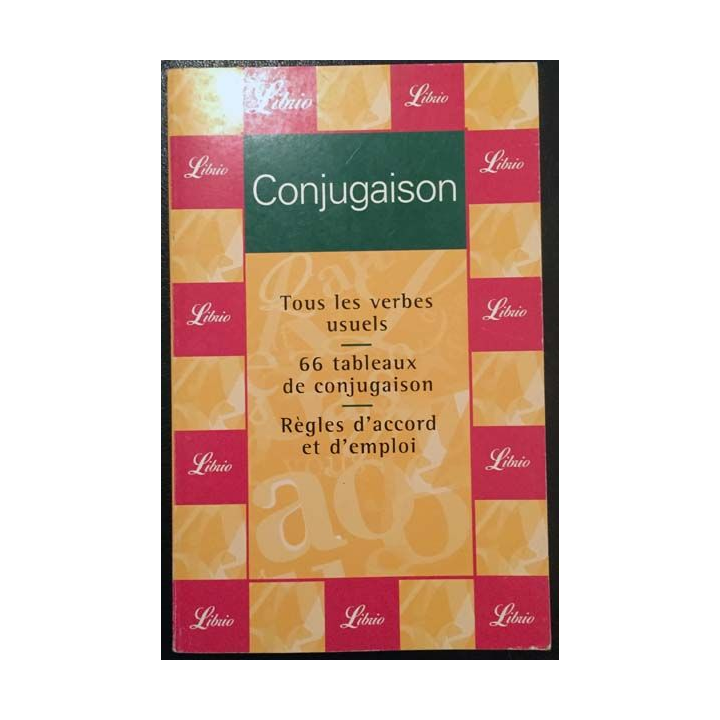 Librio
Librio
Librio
Librio
Conjugaison
Tous les verbes
usuels
Librio
Librio
66 tableaux
de conjugaison
Règles d'accord
et d'emploi
Librio
Librio
Librio
Librio
Librio